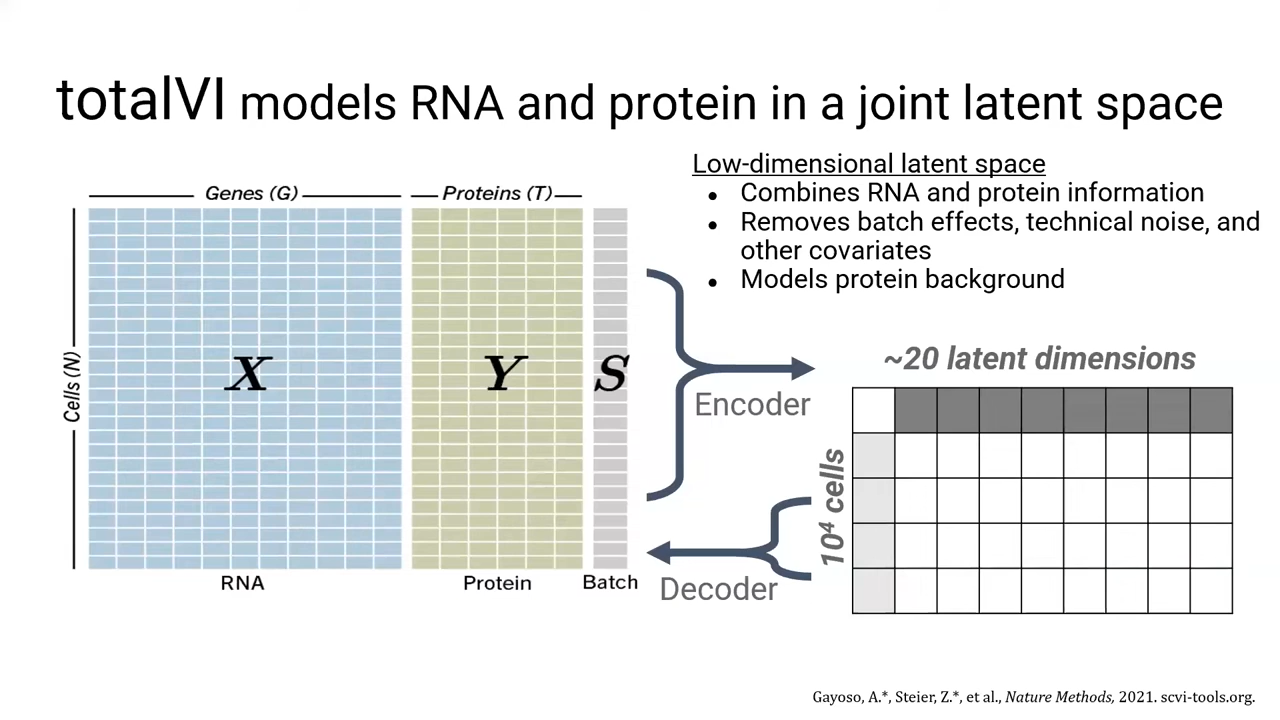 totalVI models RNA and protein in a joint latent space
Low-dimensional latent space
• Combines RNA and protein information
• Removes batch effects, technical noise, and
other covariates
• Models protein background
Genes (G)
Proteins (T)
Cells (N)
X
Y
S
RNA
Protein
Batch
Encoder
Decoder
~20 latent dimensions
10⁴ cells
Gayoso, A.*, Steier, Z.*, et al., Nature Methods, 2021. scvi-tools.org.